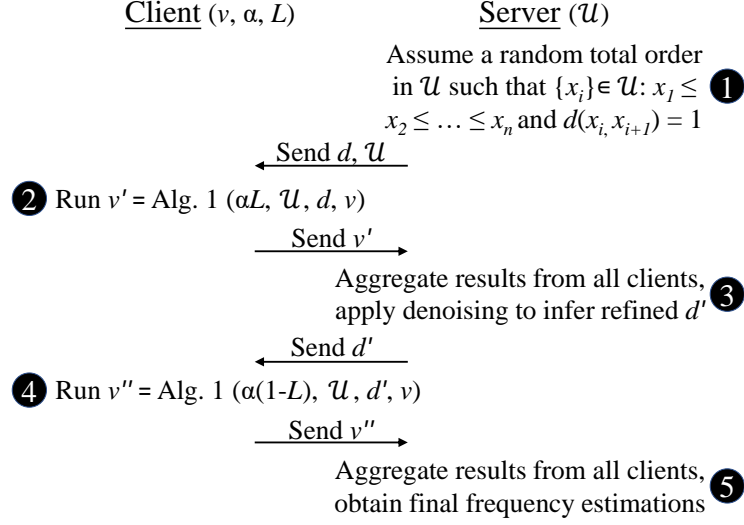 Client (v, α, L) Server (𝒰)
Assume a random total order
in 𝒰 such that {xᵢ}∈ 𝒰: x₁ ≤ 1
x₂ ≤ … ≤ xₙ and d(xᵢ, xᵢ₊₁) = 1
Send d, 𝒰
2 Run v' = Alg. 1 (αL, 𝒰, d, v)
Send v'
Aggregate results from all clients,
apply denoising to infer refined d' 3
Send d'
4 Run v'' = Alg. 1 (α(1-L), 𝒰, d', v)
Send v''
Aggregate results from all clients,
obtain final frequency estimations 5